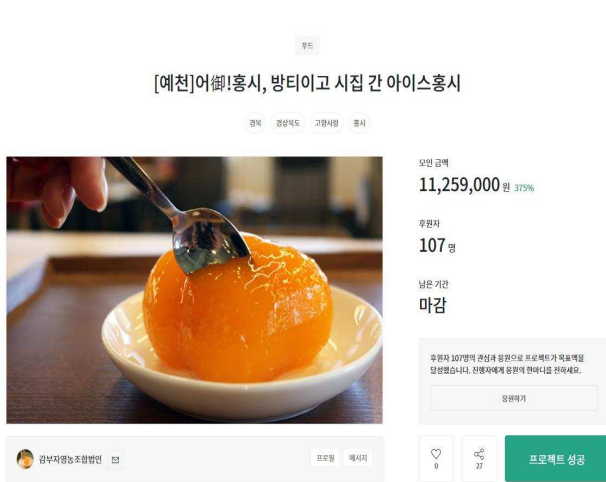 푸드
[예천]어御!홍시, 방티이고 시집 간 아이스홍시
경북 경상북도 고향사랑 홍시
모인 금액
11,259,000 원 375%
후원자
107 명
남은 기간
마감
후원자 107명의 관심과 응원으로 프로젝트가 목표액을
달성했습니다. 진행자에게 응원의 한마디를 전하세요.
응원하기
감부자영농조합법인
프로필 메시지
0 27 프로젝트 성공